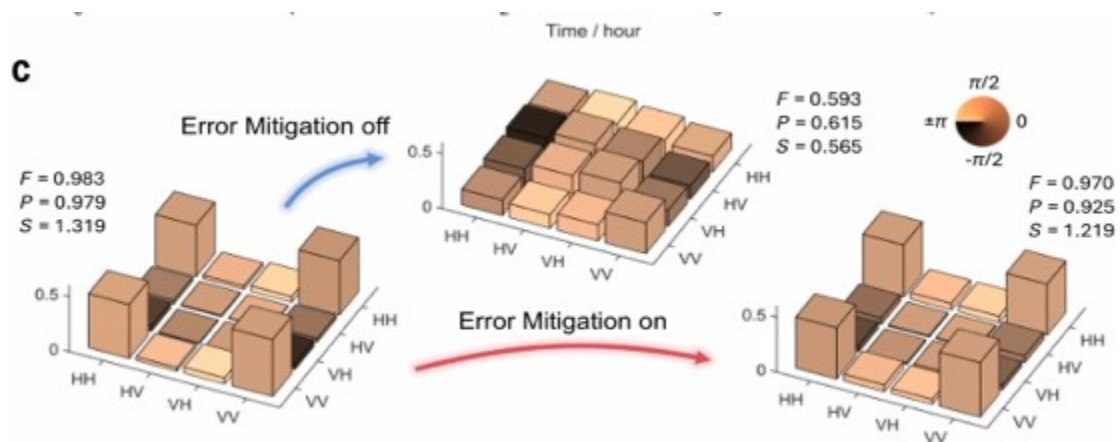 Time / hour
c
Error Mitigation off
F = 0.593
P = 0.615
S = 0.565
π/2
±π
0
-π/2
F = 0.983
P = 0.979
S = 1.319
0.5
0
HH
HV
VH
VV
HH
HV
VH
VV
F = 0.970
P = 0.925
S = 1.219
0.5
0
HH
HV
VH
VV
HH
HV
VH
VV
Error Mitigation on
0.5
0
HH
HV
VH
VV
HH
HV
VH
VV